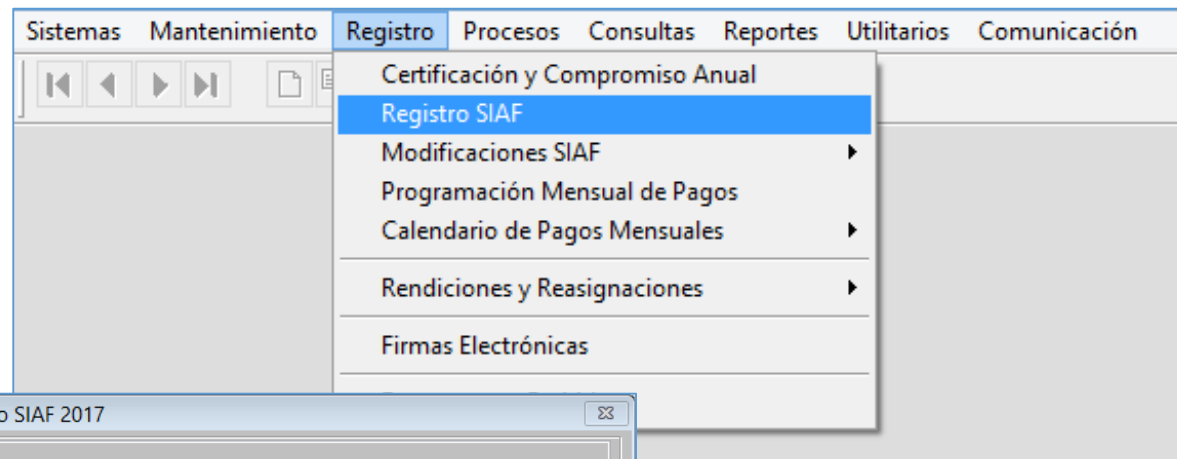 Sistemas Mantenimiento Registro Procesos Consultas Reportes Utilitarios Comunicación
Certificación y Compromiso Anual
Registro SIAF
Modificaciones SIAF
Programación Mensual de Pagos
Calendario de Pagos Mensuales
Rendiciones y Reasignaciones
Firmas Electrónicas
o SIAF 2017